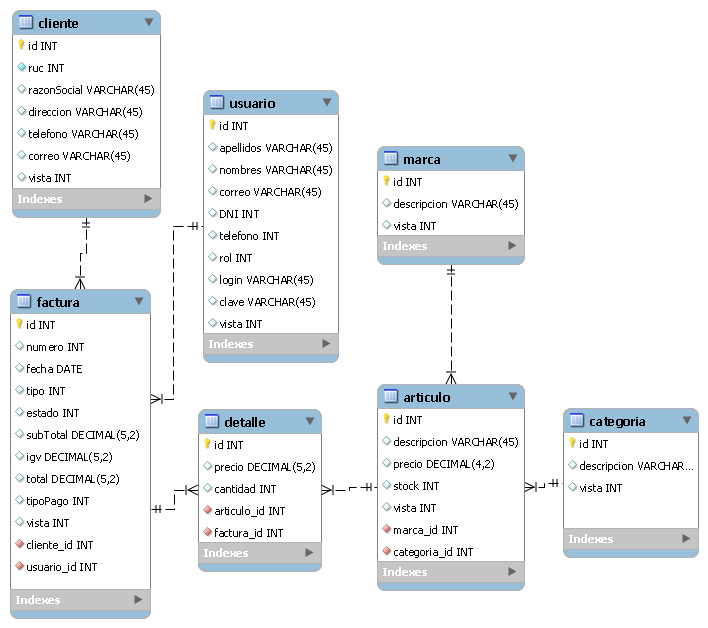 cliente
id INT
ruc INT
razonSocial VARCHAR(45)
direccion VARCHAR(45)
telefono VARCHAR(45)
correo VARCHAR(45)
vista INT
Indexes
usuario
id INT
apellidos VARCHAR(45)
nombres VARCHAR(45)
correo VARCHAR(45)
DNI INT
telefono INT
rol INT
login VARCHAR(45)
clave VARCHAR(45)
vista INT
Indexes
marca
id INT
descripcion VARCHAR(45)
vista INT
Indexes
factura
id INT
numero INT
fecha DATE
tipo INT
estado INT
subTotal DECIMAL(5,2)
igv DECIMAL(5,2)
total DECIMAL(5,2)
tipoPago INT
vista INT
cliente_id INT
usuario_id INT
Indexes
detalle
id INT
precio DECIMAL(5,2)
cantidad INT
articulo_id INT
factura_id INT
Indexes
articulo
id INT
descripcion VARCHAR(45)
precio DECIMAL(4,2)
stock INT
vista INT
marca_id INT
categoria_id INT
Indexes
categoria
id INT
descripcion VARCHAR...
vista INT
Indexes